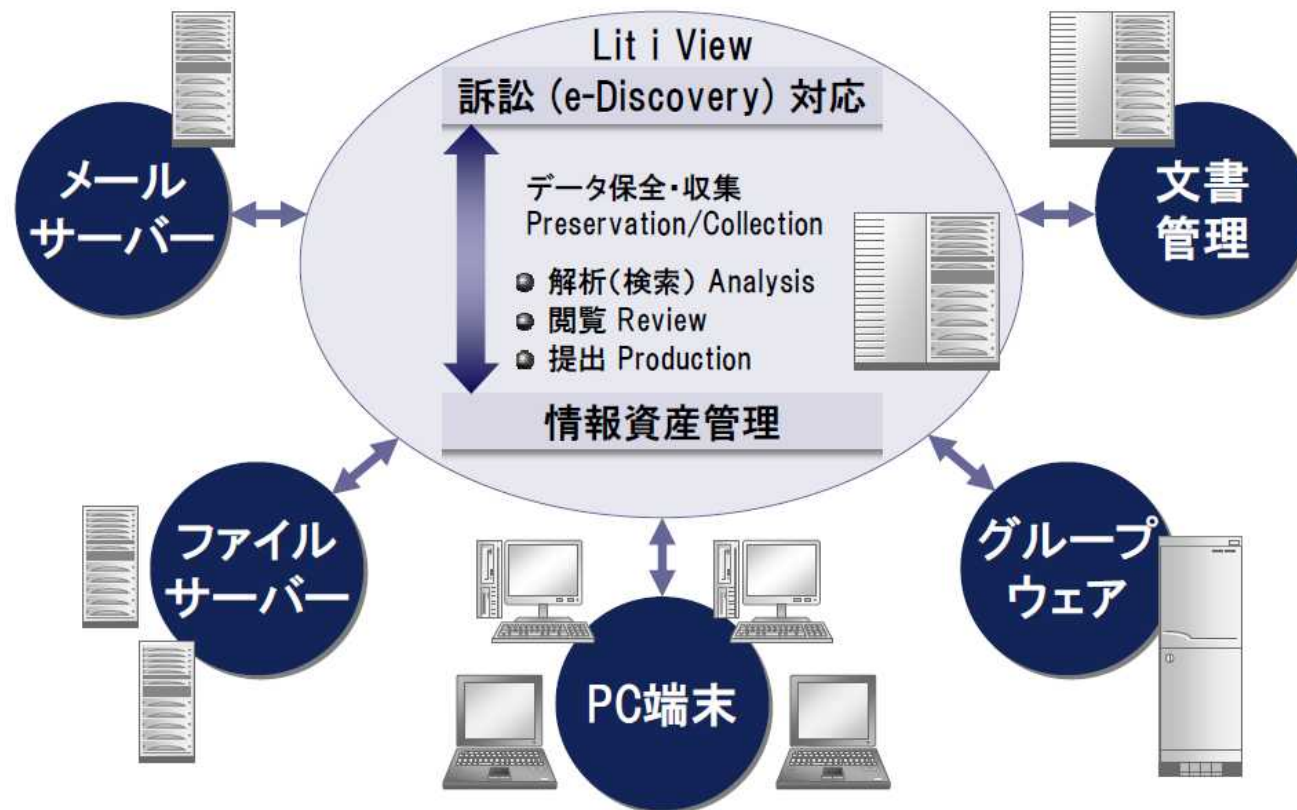 Lit i View
訴訟 (e-Discovery) 対応
データ保全・収集
Preservation/Collection
解析(検索) Analysis
閲覧 Review
提出 Production
情報資産管理
メール
サーバー
文書
管理
ファイル
サーバー
PC端末
グループ
ウェア